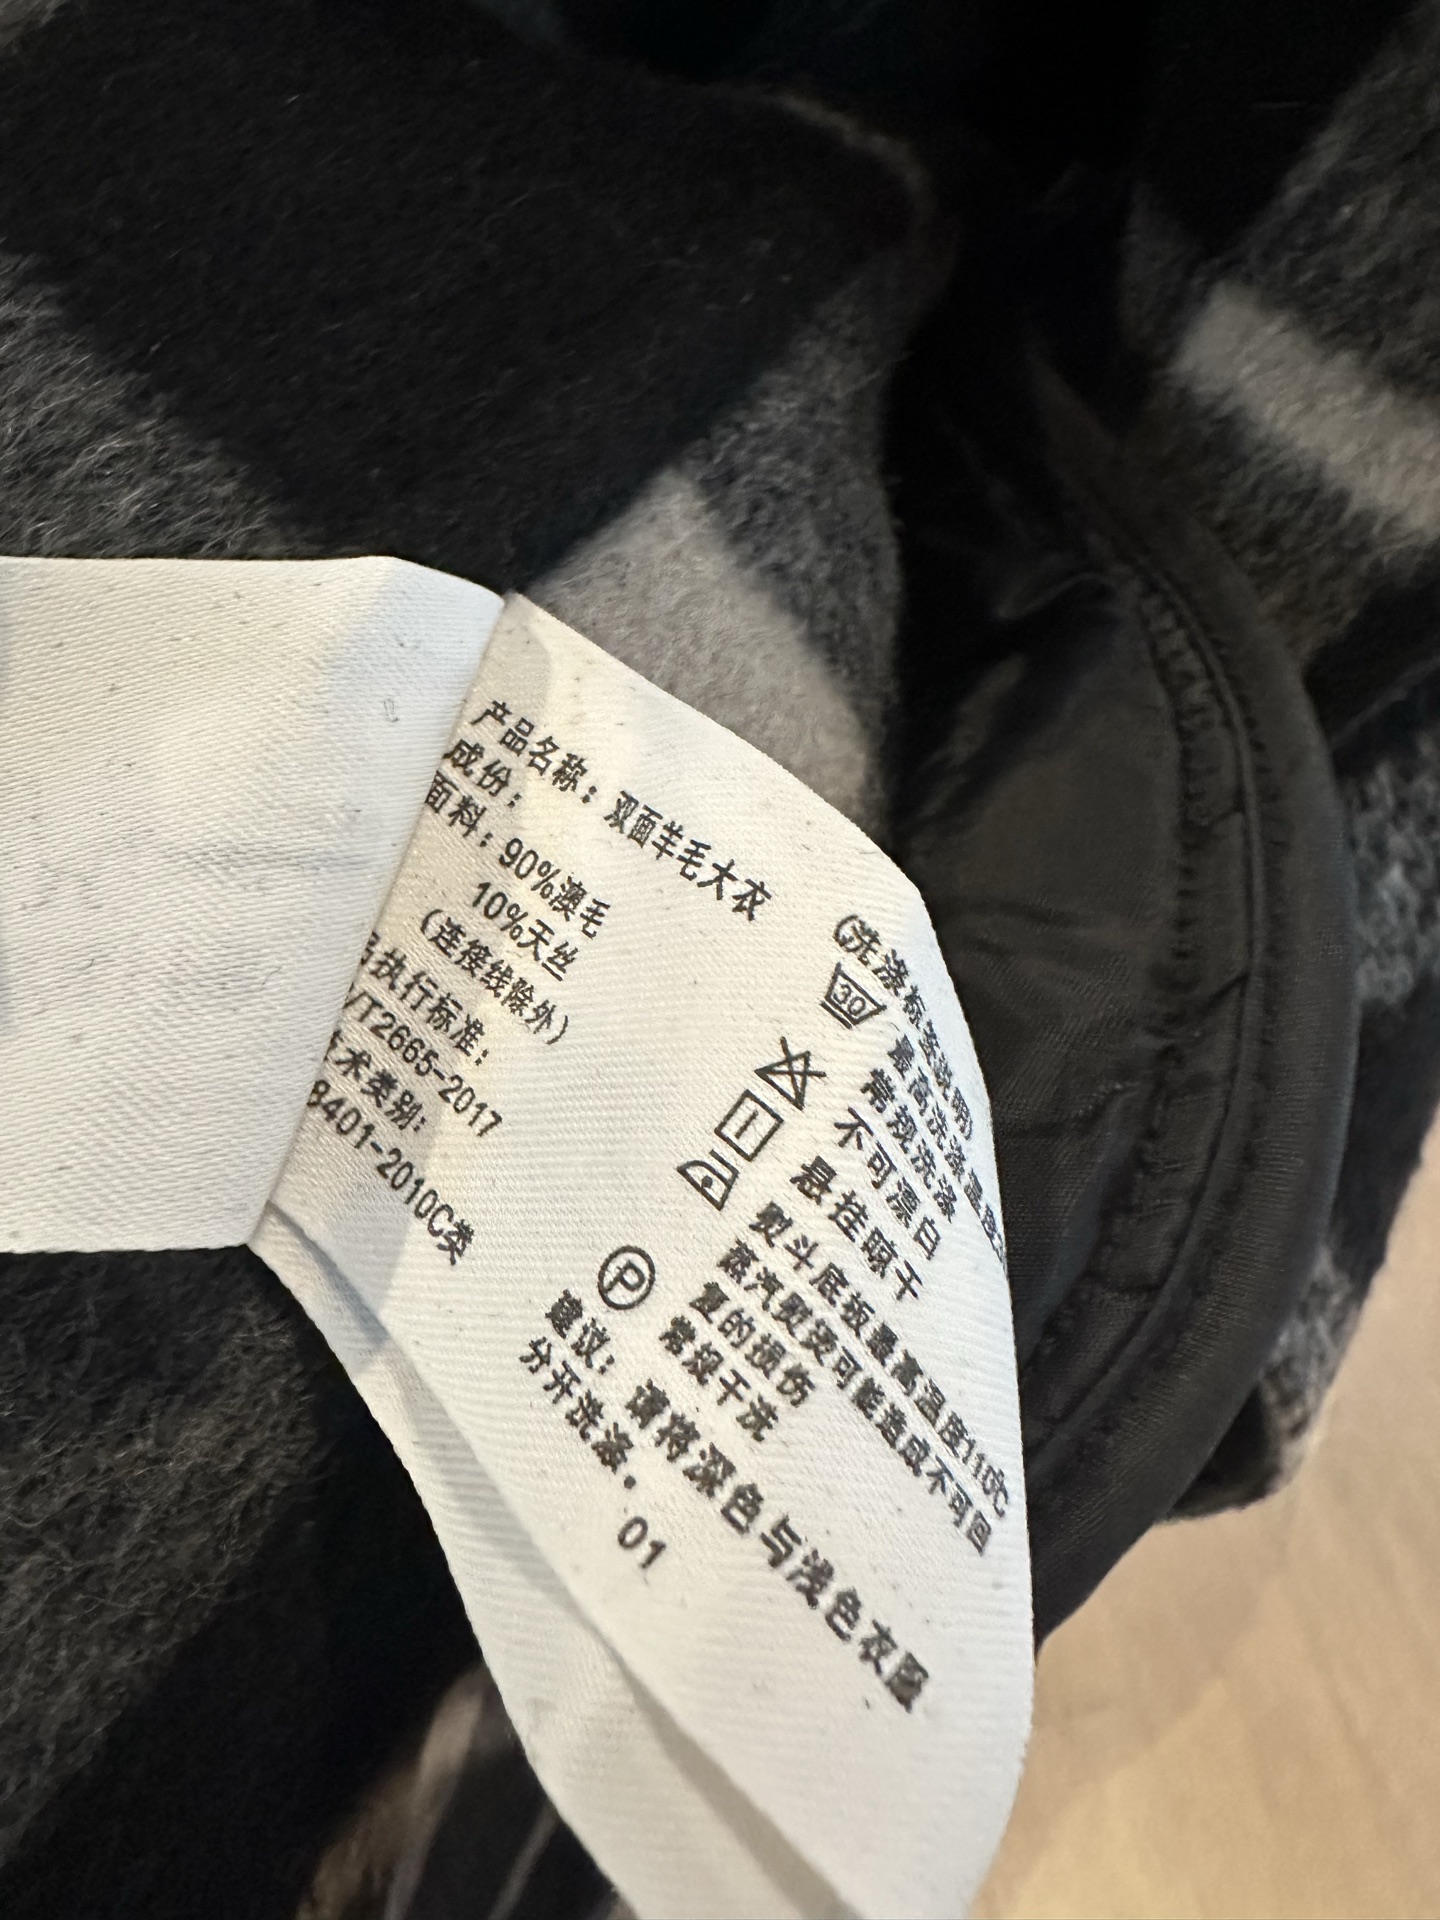 产品名称：双面羊毛大衣
成份：
面料：90%澳毛
10%天丝
（连接线除外）
执行标准：
/T2665-2017
术类别：
8401-2010C类
（洗涤标签说明）
30 最高洗涤温度
常规洗涤
不可漂白
悬挂晾干
熨斗底板最高温度110℃
蒸汽熨烫可能造成不可回
复的损伤
P 常规干洗
建议：请将深色与浅色衣服
分开洗涤。
01